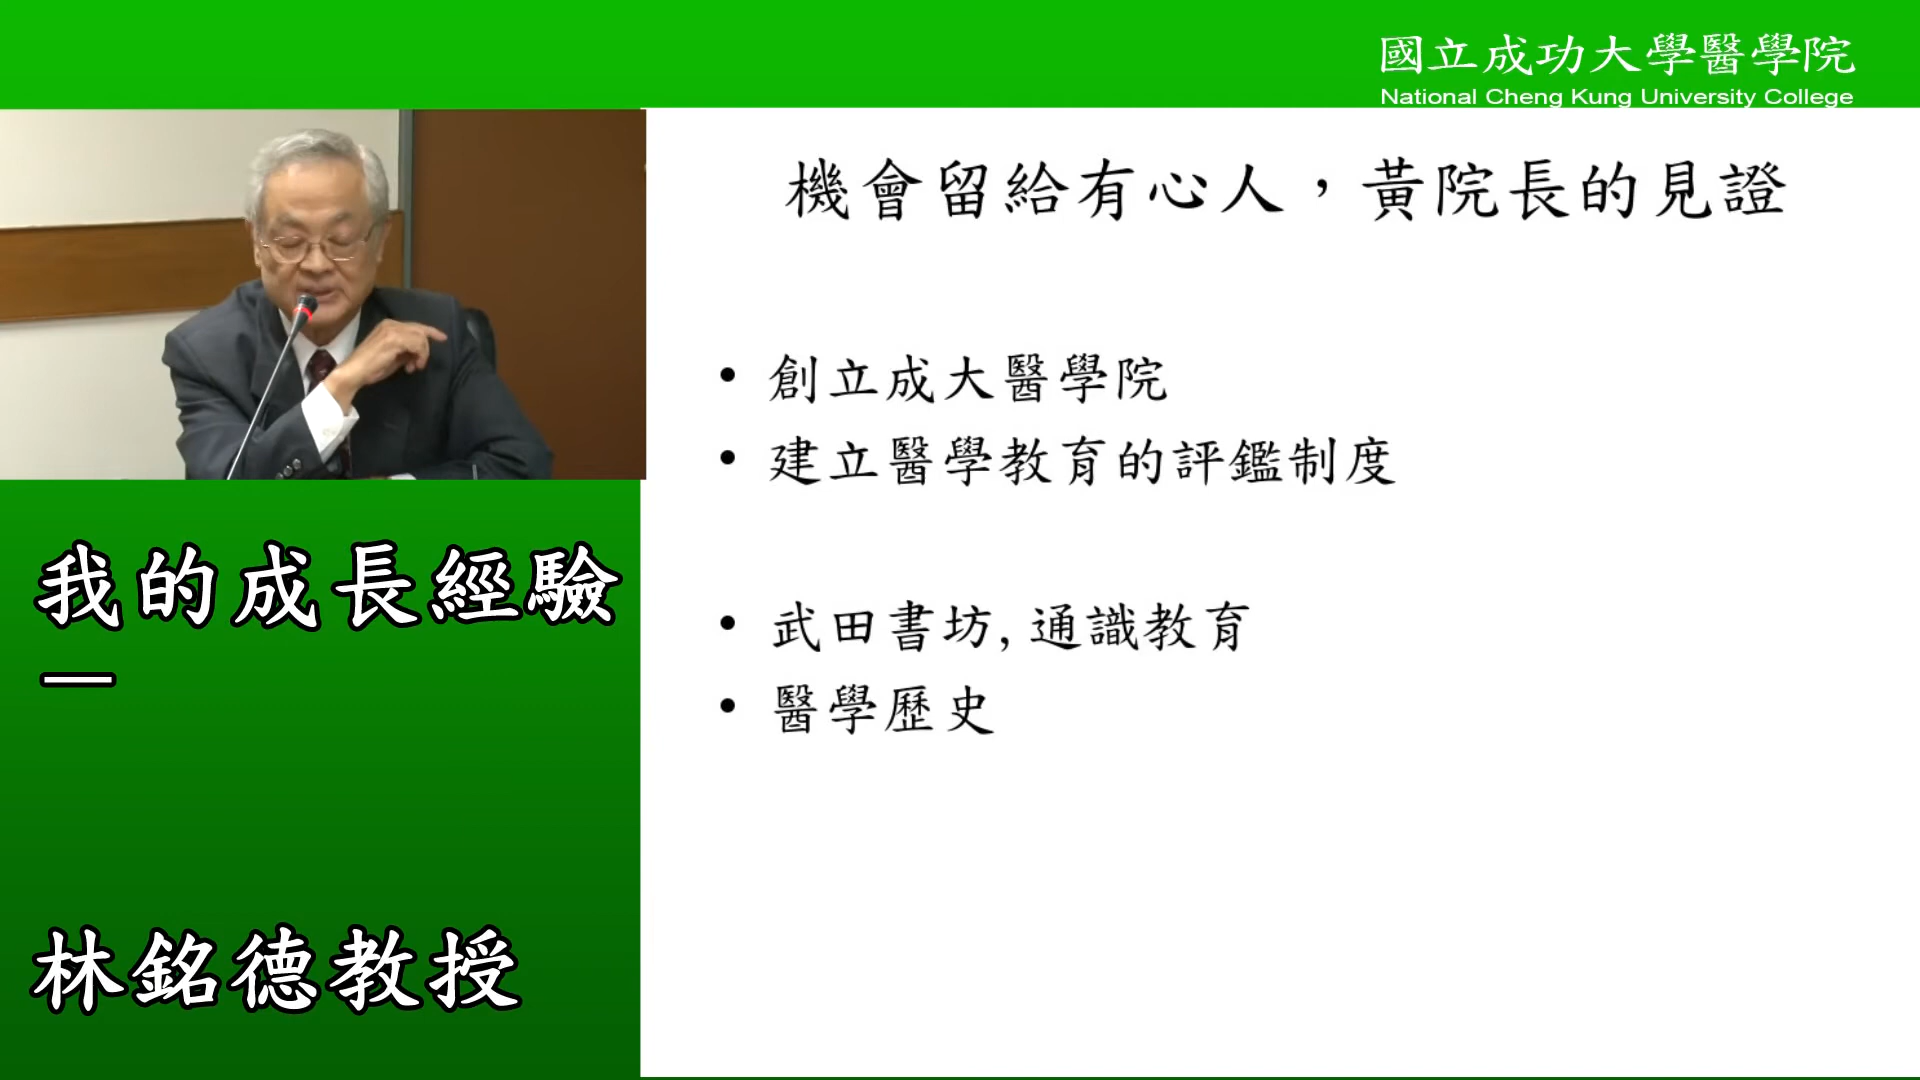 國立成功大學醫學院
National Cheng Kung University College
機會留給有心人，黃院長的見證
• 創立成大醫學院
• 建立醫學教育的評鑑制度
• 武田書坊, 通識教育
• 醫學歷史
我的成長經驗
一
林銘德教授